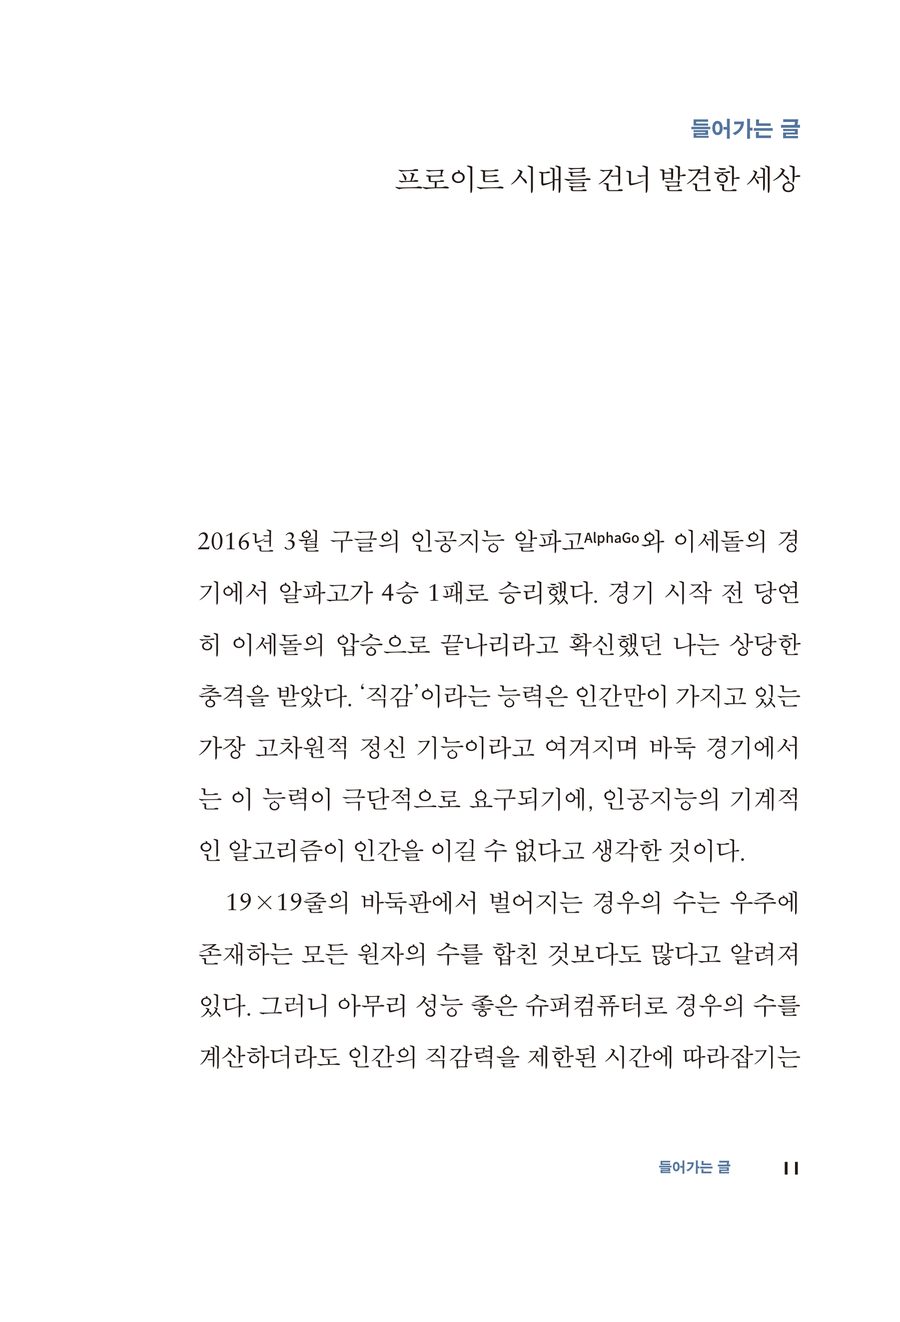 들어가는 글
프로이트 시대를 건너 발견한 세상
2016년 3월 구글의 인공지능 알파고AlphaGo와 이세돌의 경
기에서 알파고가 4승 1패로 승리했다. 경기 시작 전 당연
히 이세돌의 압승으로 끝나리라고 확신했던 나는 상당한
충격을 받았다. ‘직감’이라는 능력은 인간만이 가지고 있는
가장 고차원적 정신 기능이라고 여겨지며 바둑 경기에서
는 이 능력이 극단적으로 요구되기에, 인공지능의 기계적
인 알고리즘이 인간을 이길 수 없다고 생각한 것이다.
19×19줄의 바둑판에서 벌어지는 경우의 수는 우주에
존재하는 모든 원자의 수를 합친 것보다도 많다고 알려져
있다. 그러니 아무리 성능 좋은 슈퍼컴퓨터로 경우의 수를
계산하더라도 인간의 직감력을 제한된 시간에 따라잡기는
들어가는 글 11